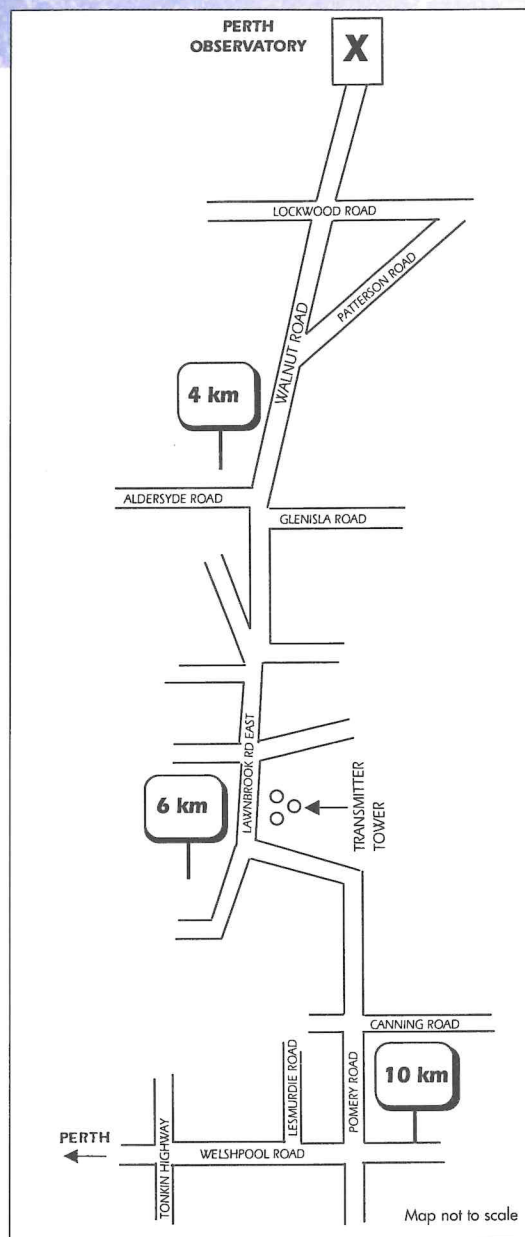 PERTH
OBSERVATORY
X
LOCKWOOD ROAD
PATTERSON ROAD
WALNUT ROAD
4 km
ALDERSYDE ROAD
GLENISLA ROAD
LAWNBROOK RD EAST
6 km
TRANSMITTER
TOWER
CANNING ROAD
LESMURDIE ROAD
POMERY ROAD
10 km
PERTH
TONKIN HIGHWAY
WELSHPOOL ROAD
Map not to scale